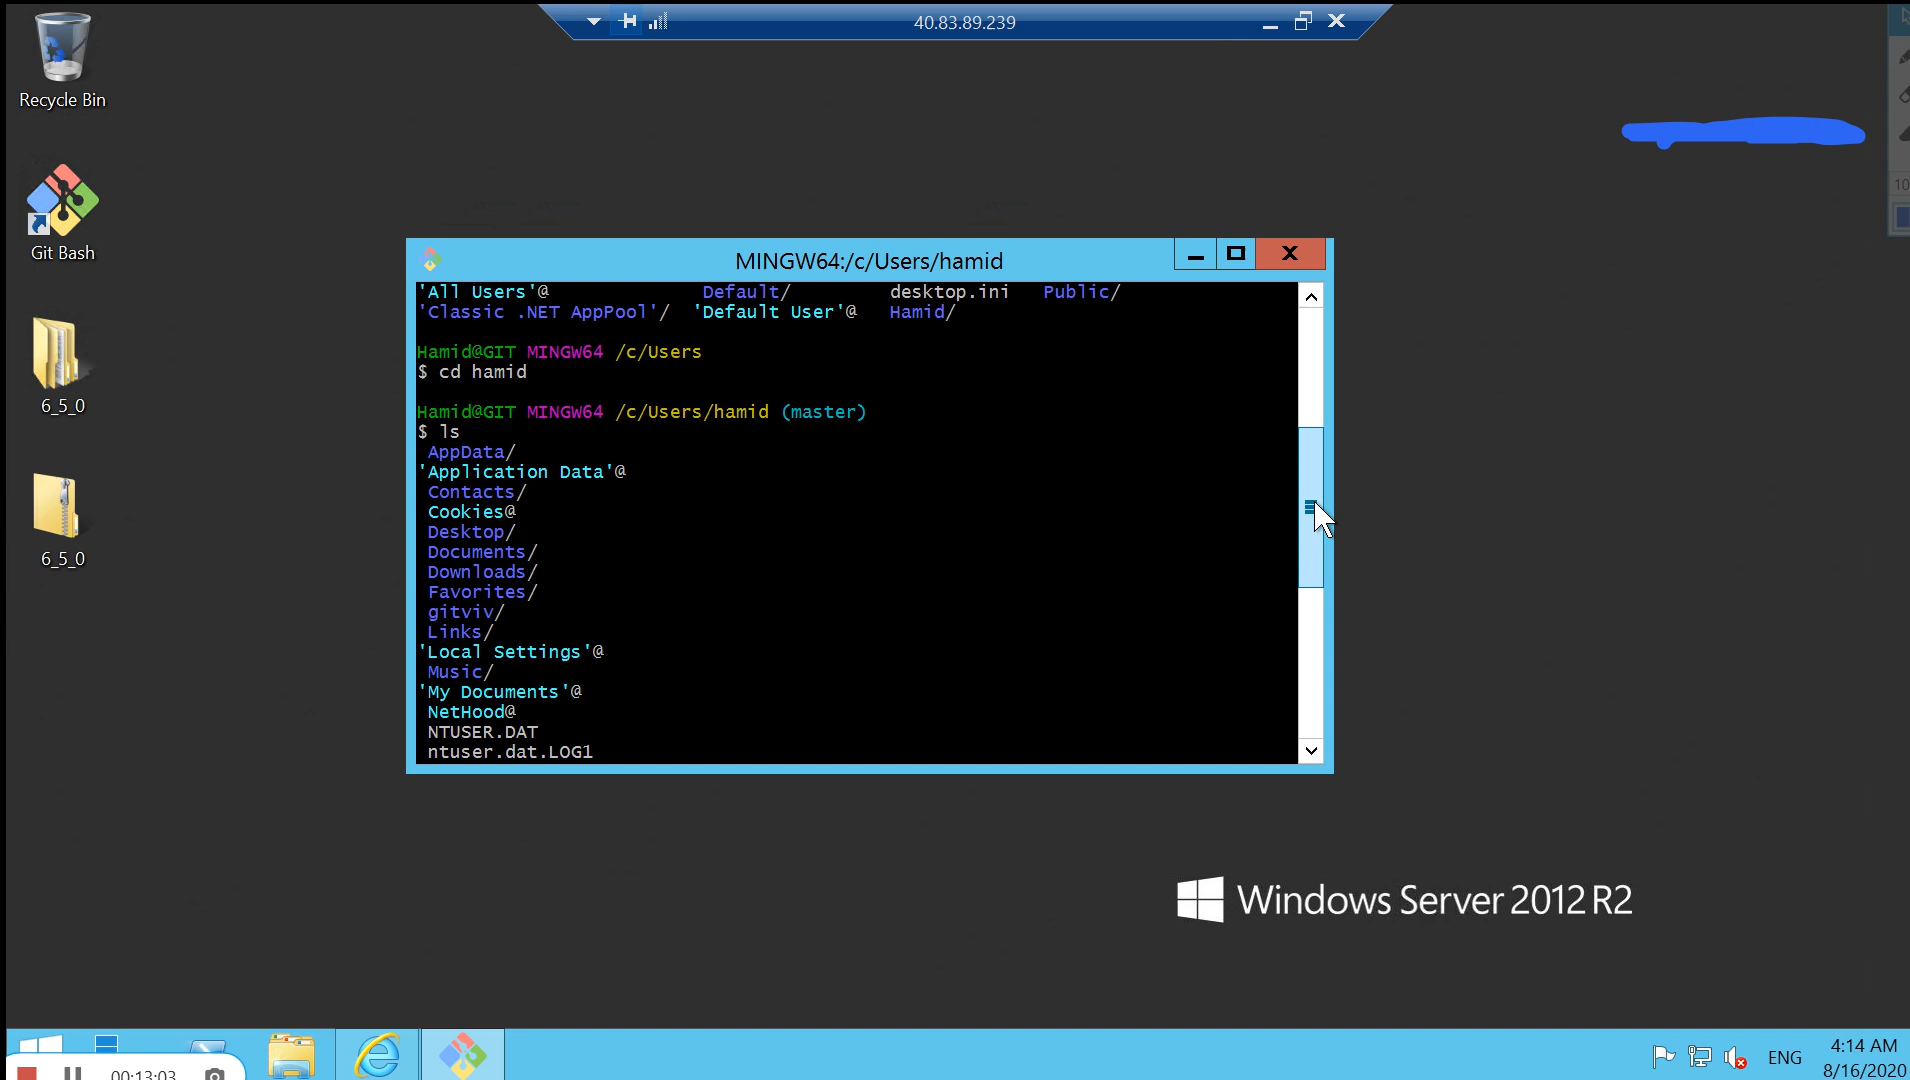 40.83.89.239
Recycle Bin
Git Bash
6_5_0
6_5_0
MINGW64:/c/Users/hamid
'All Users'@ Default/ desktop.ini Public/
'Classic .NET AppPool'/ 'Default User'@ Hamid/
Hamid@GIT MINGW64 /c/Users
$ cd hamid
Hamid@GIT MINGW64 /c/Users/hamid (master)
$ ls
AppData/
'Application Data'@
Contacts/
Cookies@
Desktop/
Documents/
Downloads/
Favorites/
gitviv/
Links/
'Local Settings'@
Music/
'My Documents'@
NetHood@
NTUSER.DAT
ntuser.dat.LOG1
Windows Server 2012 R2
00:13:03
ENG
4:14 AM
8/16/2020